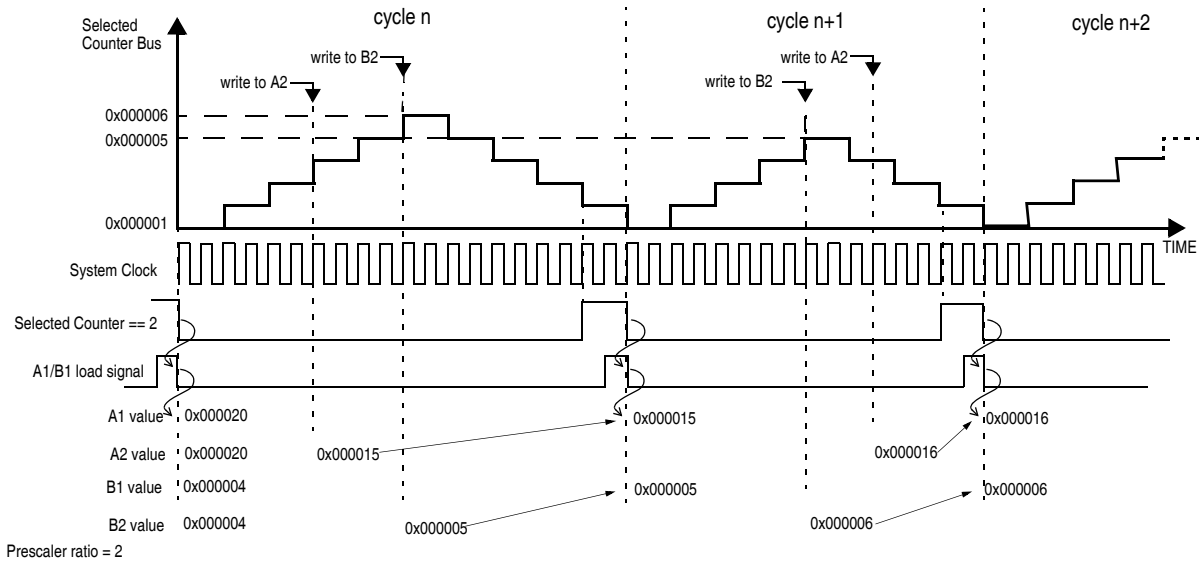 cycle n
cycle n+1
cycle n+2
Selected
Counter Bus
write to A2
write to B2
write to B2
write to A2
0x000006
0x000005
0x000001
TIME
System Clock
Selected Counter == 2
A1/B1 load signal
A1 value 0x000020 0x000015 0x000016
A2 value 0x000020 0x000015 0x000016
B1 value 0x000004 0x000005 0x000006
B2 value 0x000004 0x000005 0x000006
Prescaler ratio = 2